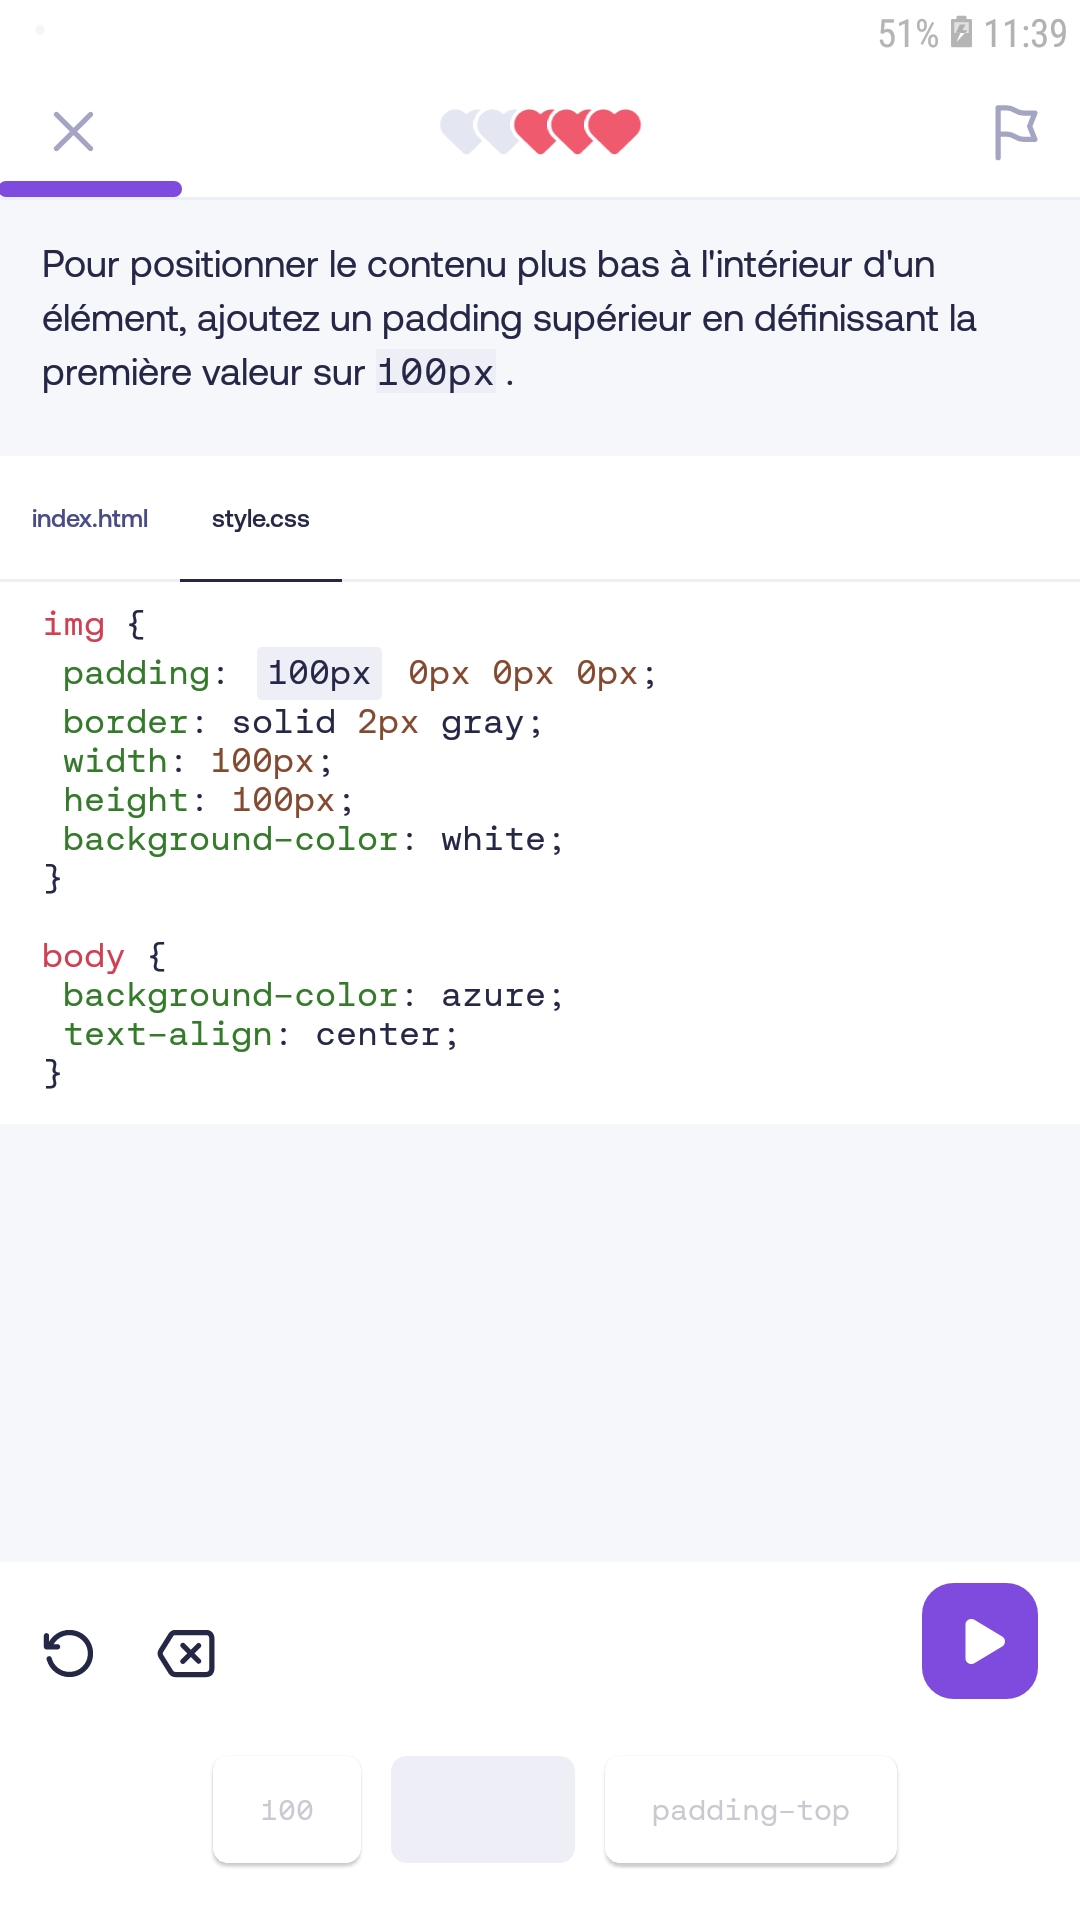 51% 11:39
Pour positionner le contenu plus bas à l'intérieur d'un
élément, ajoutez un padding supérieur en définissant la
première valeur sur 100px .
index.html style.css
img {
padding: 100px 0px 0px 0px;
border: solid 2px gray;
width: 100px;
height: 100px;
background-color: white;
}
body {
background-color: azure;
text-align: center;
}
100 padding-top